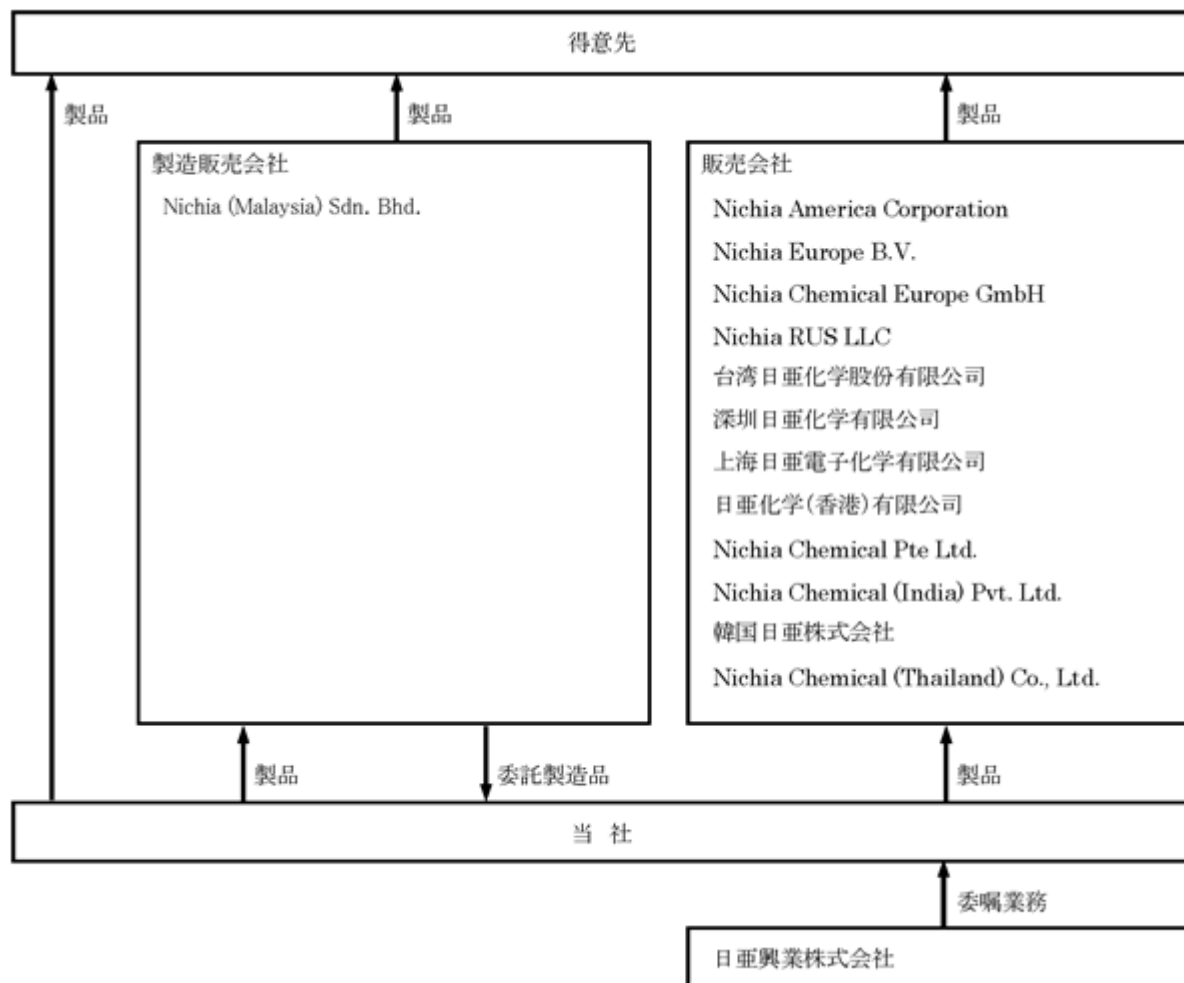 得意先
製品
製品
製品
製造販売会社
Nichia (Malaysia) Sdn. Bhd.
販売会社
Nichia America Corporation
Nichia Europe B.V.
Nichia Chemical Europe GmbH
Nichia RUS LLC
台湾日亜化学股份有限公司
深圳日亜化学有限公司
上海日亜電子化学有限公司
日亜化学(香港)有限公司
Nichia Chemical Pte Ltd.
Nichia Chemical (India) Pvt. Ltd.
韓国日亜株式会社
Nichia Chemical (Thailand) Co., Ltd.
製品
委託製造品
製品
当 社
委嘱業務
日亜興業株式会社